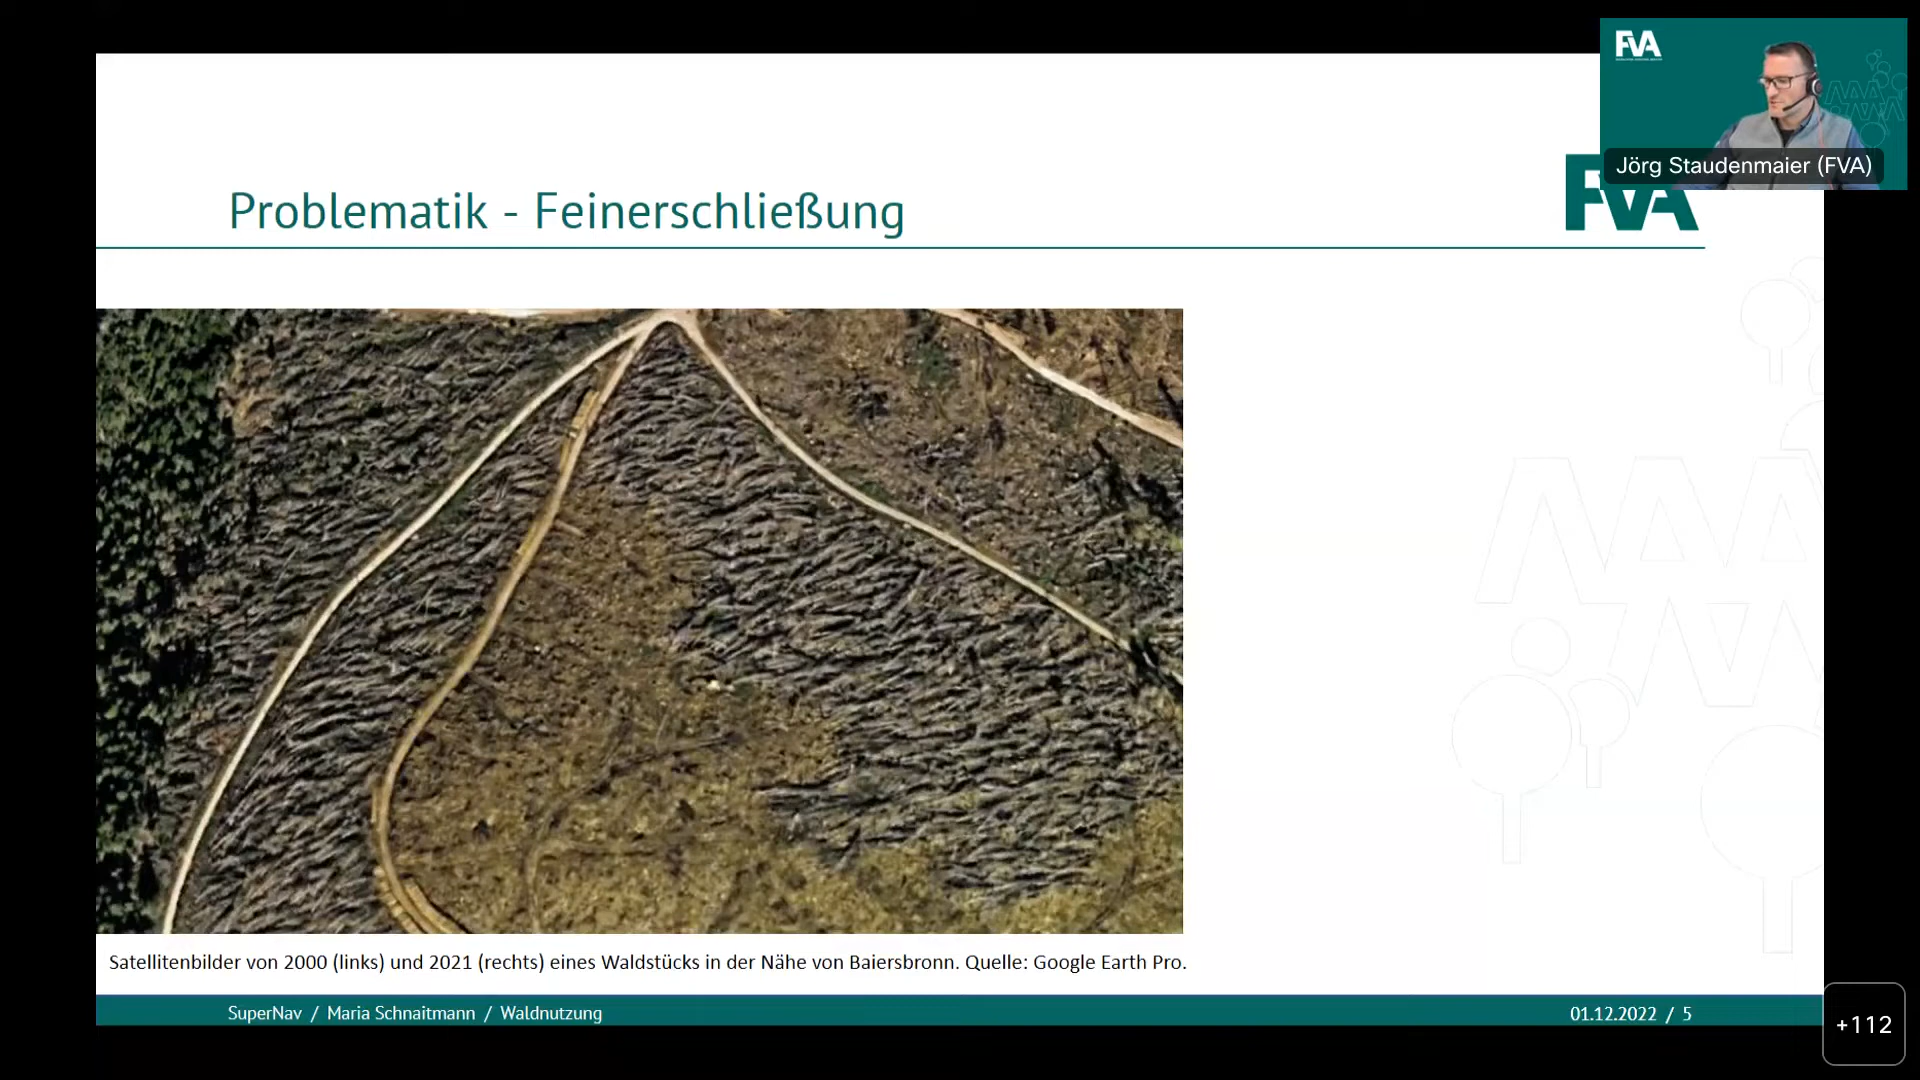 FVA
Jörg Staudenmaier (FVA)
FVA
Problematik - Feinerschließung
Satellitenbilder von 2000 (links) und 2021 (rechts) eines Waldstücks in der Nähe von Baiersbronn. Quelle: Google Earth Pro.
SuperNav / Maria Schnaitmann / Waldnutzung
01.12.2022 / 5
+112